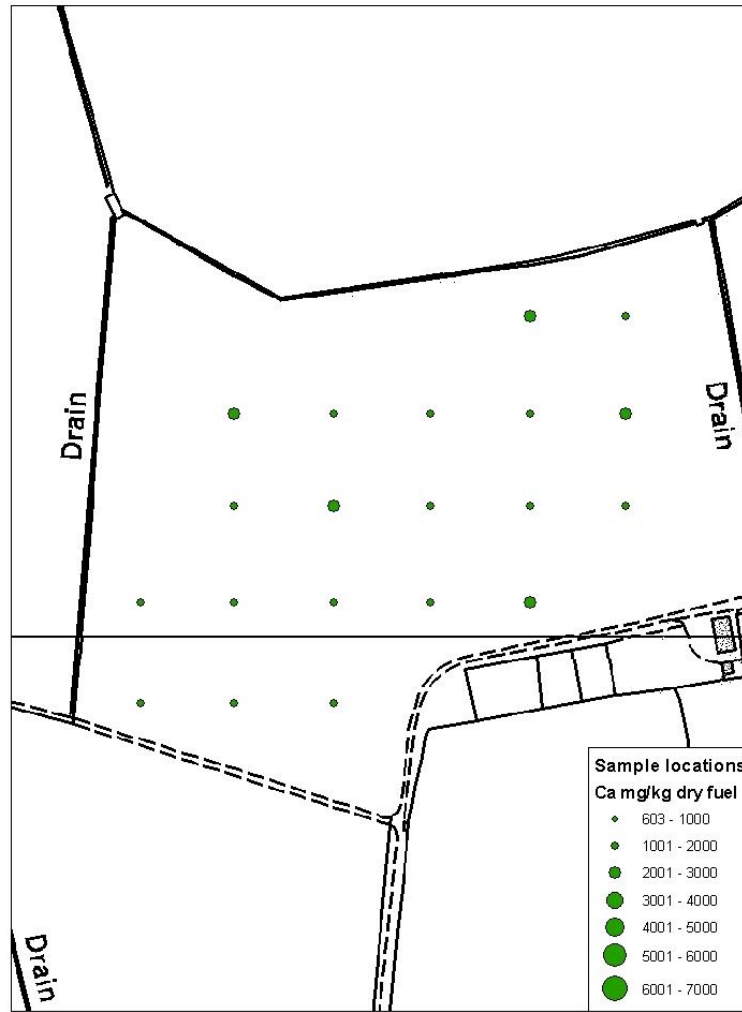 Drain
Drain
Sample locations
Ca mg/kg dry fuel
603 - 1000
1001 - 2000
2001 - 3000
3001 - 4000
4001 - 5000
5001 - 6000
6001 - 7000
Drain